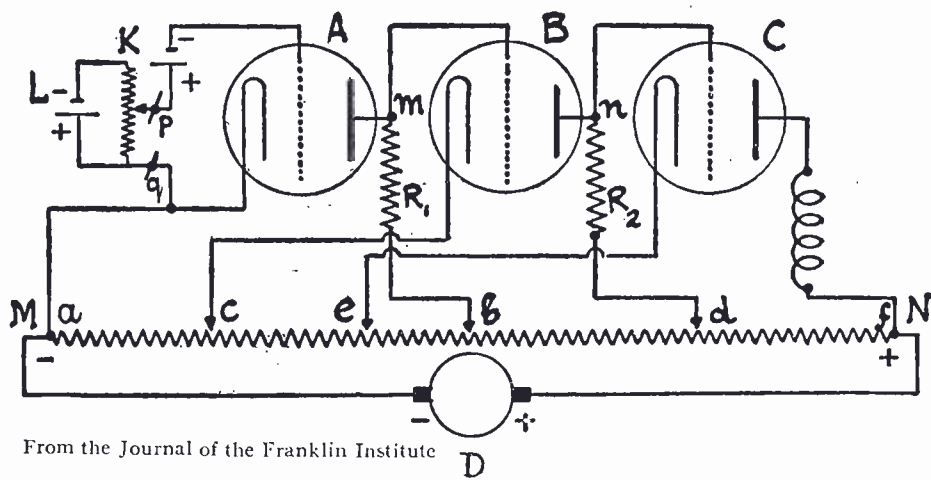 A
B
C
K
L
-
+
-
+
p
q
m
n
R₁
R₂
M
a
c
e
b
d
f
N
-
+
-
+
D
From the Journal of the Franklin Institute